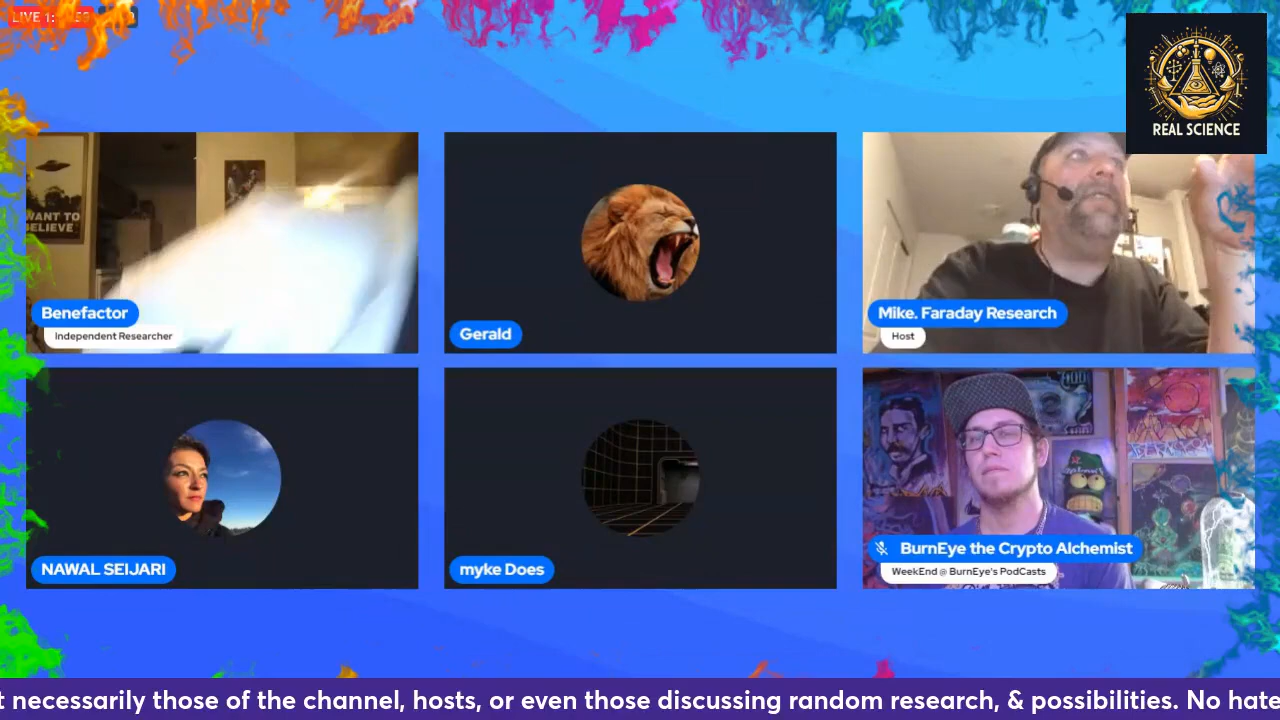 LIVE 1:
REAL SCIENCE
WANT TO
BELIEVE
Benefactor
Independent Researcher
Gerald
Mike. Faraday Research
Host
NAWAL SEIJARI
myke Does
BurnEye the Crypto Alchemist
WeekEnd @ BurnEye's PodCasts
t necessarily those of the channel, hosts, or even those discussing random research, & possibilities. No hate